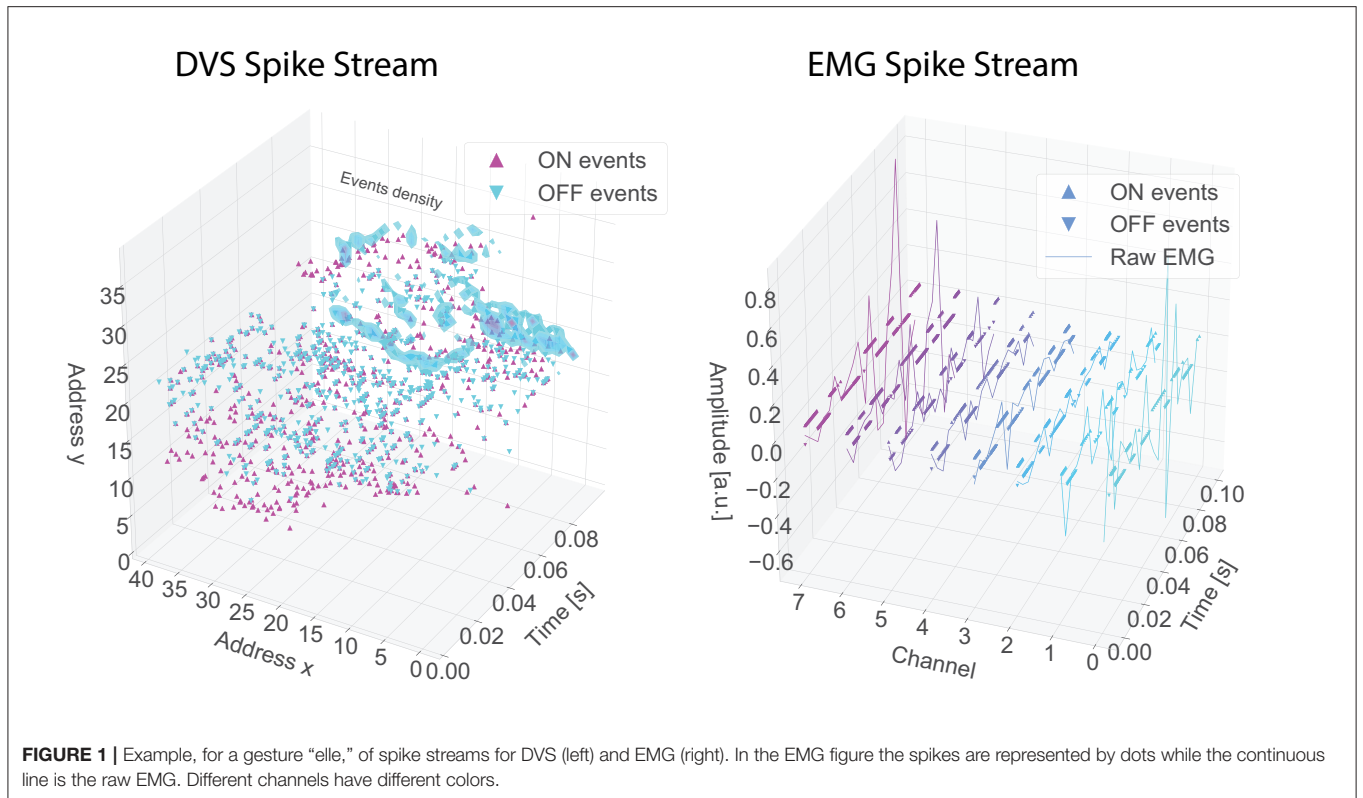 DVS Spike Stream
EMG Spike Stream
Events density
ON events
OFF events
ON events
OFF events
Raw EMG
Address y
35
30
25
20
15
10
5
0
40
35
30
25
20
15
10
5
0
Address x
0.00
0.02
0.04
0.06
0.08
Time [s]
Amplitude [a.u.]
0.8
0.6
0.4
0.2
0.0
−0.2
−0.4
−0.6
7
6
5
4
3
2
1
0
Channel
0.00
0.02
0.04
0.06
0.08
0.10
Time [s]
FIGURE 1 | Example, for a gesture “elle,” of spike streams for DVS (left) and EMG (right). In the EMG figure the spikes are represented by dots while the continuous
line is the raw EMG. Different channels have different colors.